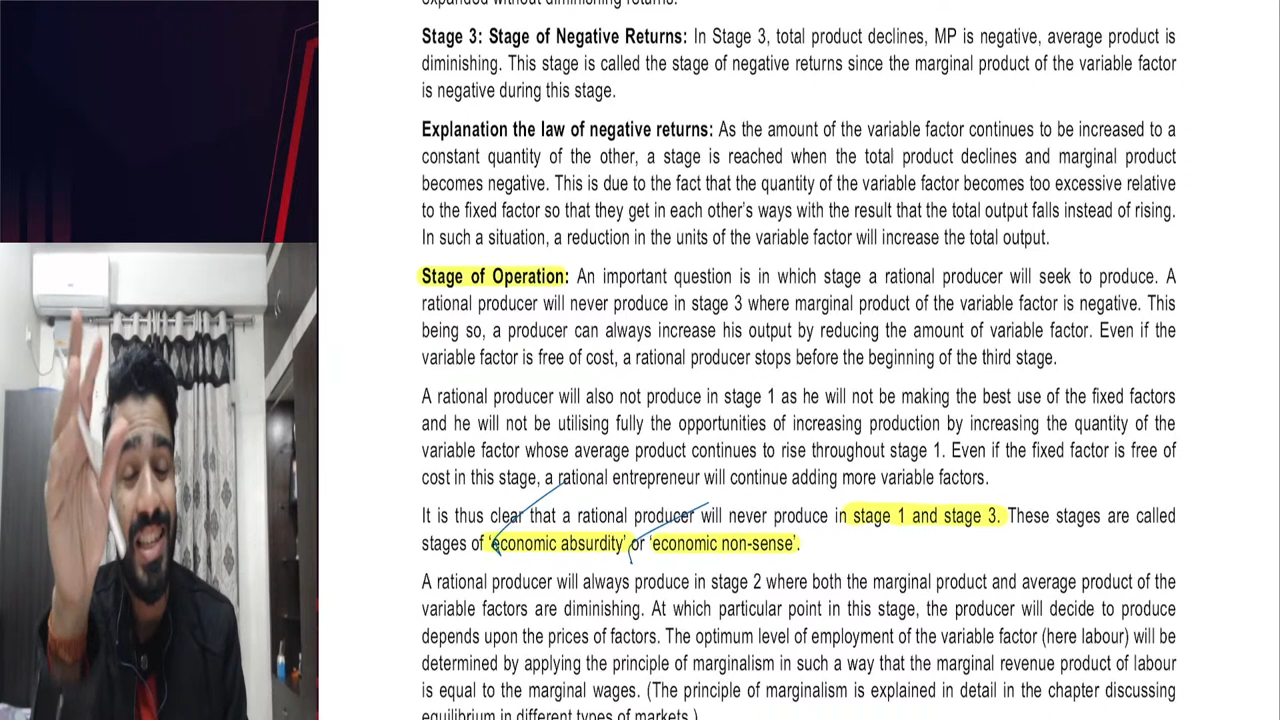 expanded without diminishing returns.
Stage 3: Stage of Negative Returns: In Stage 3, total product declines, MP is negative, average product is
diminishing. This stage is called the stage of negative returns since the marginal product of the variable factor
is negative during this stage.
Explanation the law of negative returns: As the amount of the variable factor continues to be increased to a
constant quantity of the other, a stage is reached when the total product declines and marginal product
becomes negative. This is due to the fact that the quantity of the variable factor becomes too excessive relative
to the fixed factor so that they get in each other's ways with the result that the total output falls instead of rising.
In such a situation, a reduction in the units of the variable factor will increase the total output.
Stage of Operation: An important question is in which stage a rational producer will seek to produce. A
rational producer will never produce in stage 3 where marginal product of the variable factor is negative. This
being so, a producer can always increase his output by reducing the amount of variable factor. Even if the
variable factor is free of cost, a rational producer stops before the beginning of the third stage.
A rational producer will also not produce in stage 1 as he will not be making the best use of the fixed factors
and he will not be utilising fully the opportunities of increasing production by increasing the quantity of the
variable factor whose average product continues to rise throughout stage 1. Even if the fixed factor is free of
cost in this stage, a rational entrepreneur will continue adding more variable factors.
It is thus clear that a rational producer will never produce in stage 1 and stage 3. These stages are called
stages of 'economic absurdity' or 'economic non-sense'.
A rational producer will always produce in stage 2 where both the marginal product and average product of the
variable factors are diminishing. At which particular point in this stage, the producer will decide to produce
depends upon the prices of factors. The optimum level of employment of the variable factor (here labour) will be
determined by applying the principle of marginalism in such a way that the marginal revenue product of labour
is equal to the marginal wages. (The principle of marginalism is explained in detail in the chapter discussing
equilibrium in different types of markets.)